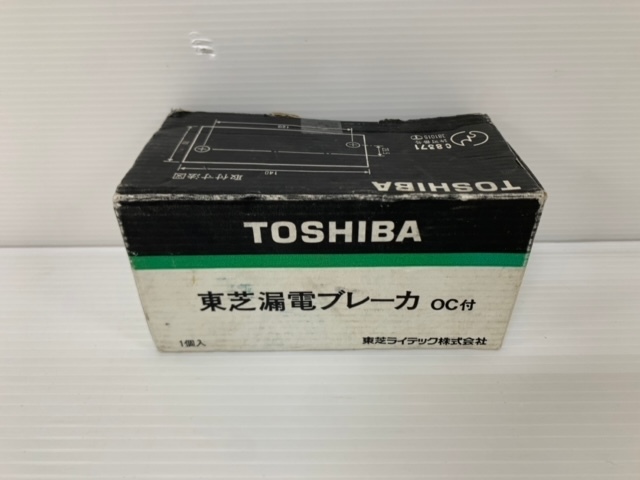 TOSHIBA
取付寸法図
140
TOSHIBA
東芝漏電ブレーカ OC付
1個入
東芝ライテック株式会社